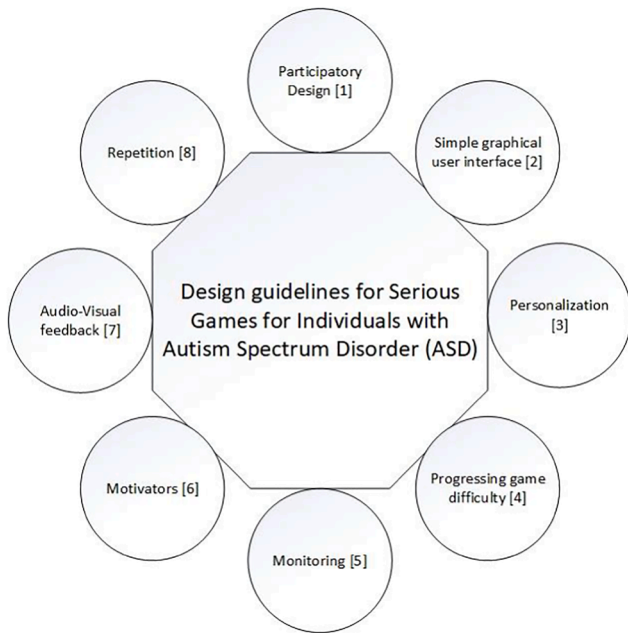 Participatory
Design [1]
Simple graphical
user interface [2]
Personalization
[3]
Progressing game
difficulty [4]
Monitoring [5]
Motivators [6]
Audio-Visual
feedback [7]
Repetition [8]
Design guidelines for Serious
Games for Individuals with
Autism Spectrum Disorder (ASD)